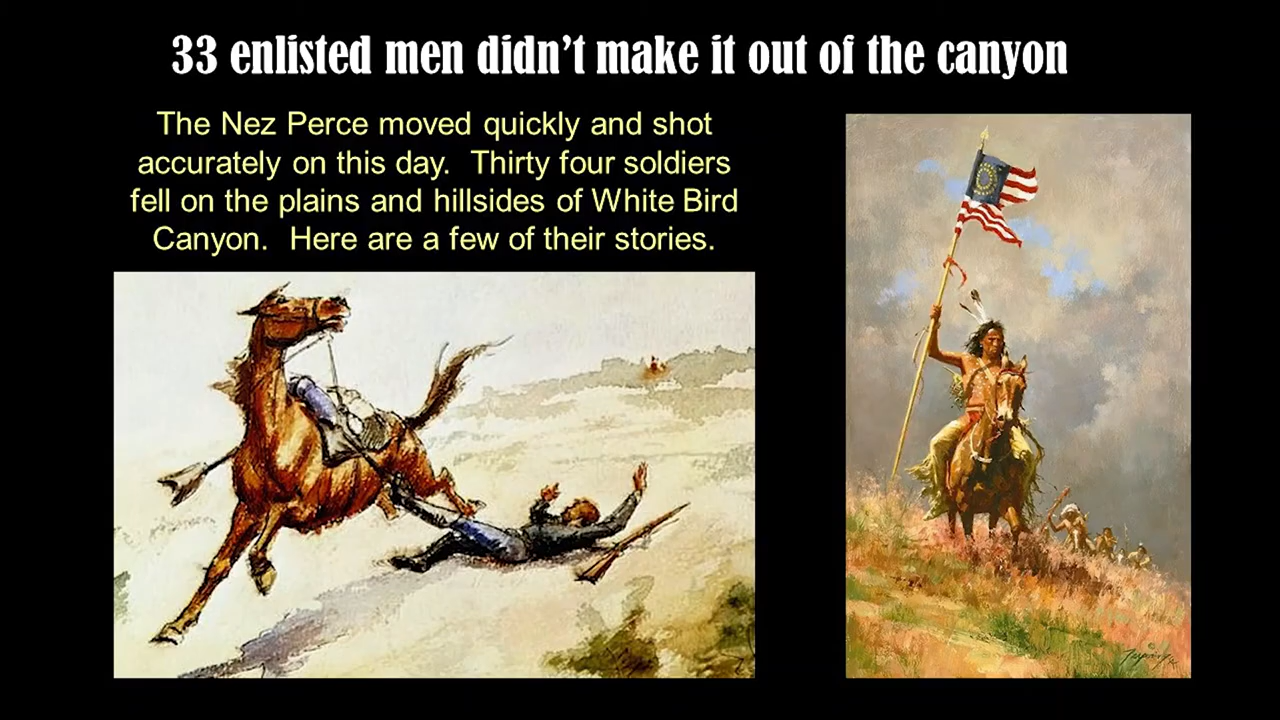 33 enlisted men didn't make it out of the canyon
The Nez Perce moved quickly and shot
accurately on this day.  Thirty four soldiers
fell on the plains and hillsides of White Bird
Canyon.  Here are a few of their stories.